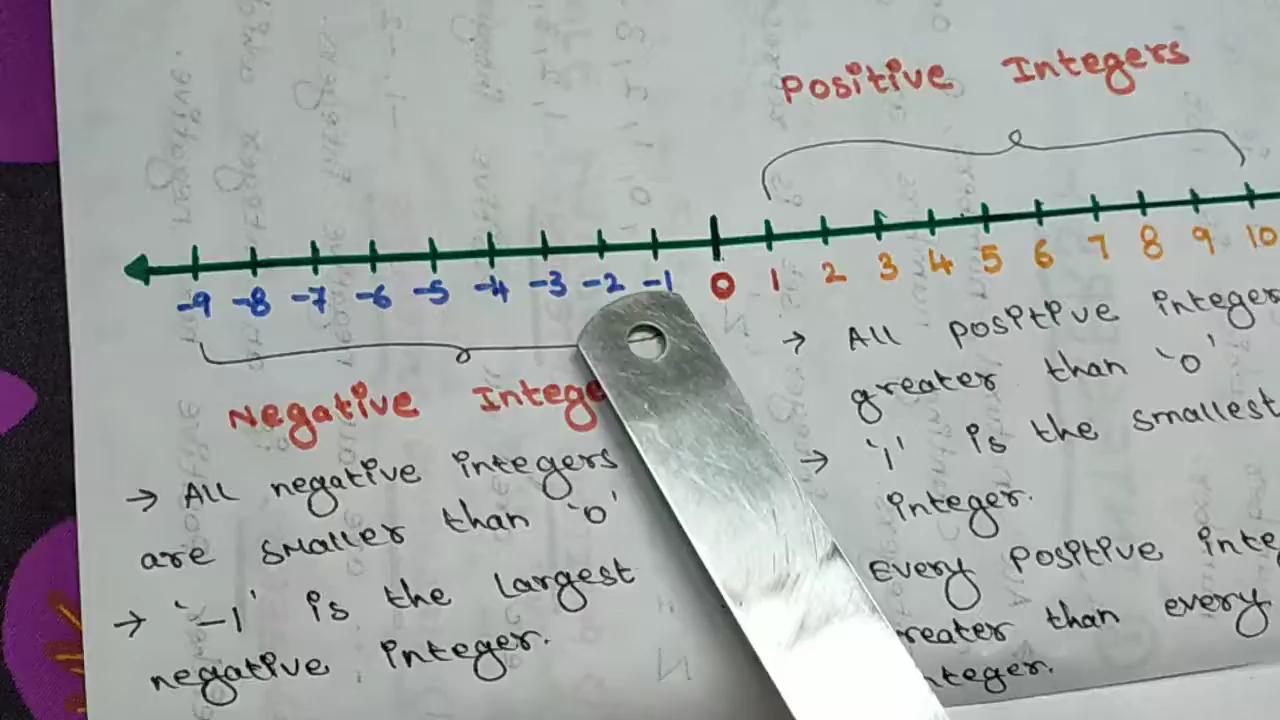 Positive Integers
-9 -8 -7 -6 -5 -4 -3 -2 -1 0 1 2 3 4 5 6 7 8 9 10
Negative Intege
→ All negative integers
are smaller than '0'
→ '-1' is the largest
negative integer.
→ All positive integer
greater than '0'
→ '1' is the smallest
integer.
Every positive inte
reater than every
nteger.